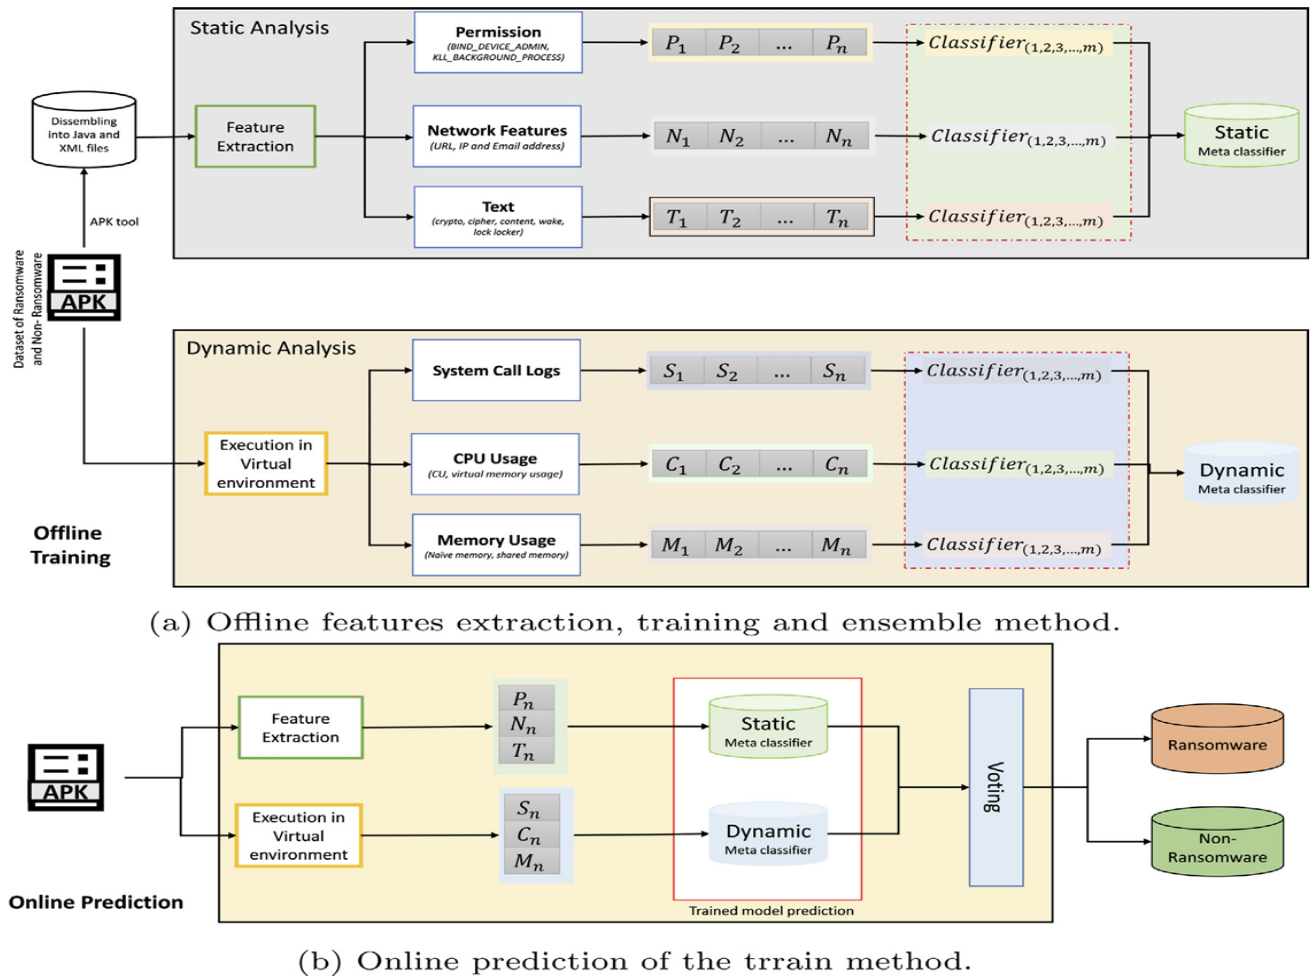 Static Analysis
Permission
(BIND_DEVICE_ADMIN,
KLL_BACKGROUND_PROCESS)
P1 P2 ... Pn
Classifier(1,2,3,...,m)
Dissembling
into Java and
XML files
Feature
Extraction
Network Features
(URL, IP and Email address)
N1 N2 ... Nn
Classifier(1,2,3,...,m)
Static
Meta classifier
Text
(crypto, cipher, content, wake,
lock locker)
T1 T2 ... Tn
Classifier(1,2,3,...,m)
APK tool
Dataset of Ransomware
and Non- Ransomware
APK
Dynamic Analysis
System Call Logs
S1 S2 ... Sn
Classifier(1,2,3,...,m)
Execution in
Virtual
environment
CPU Usage
(CU, virtual memory usage)
C1 C2 ... Cn
Classifier(1,2,3,...,m)
Dynamic
Meta classifier
Memory Usage
(Naïve memory, shared memory)
M1 M2 ... Mn
Classifier(1,2,3,...,m)
Offline
Training
(a) Offline features extraction, training and ensemble method.
APK
Feature
Extraction
Pn
Nn
Tn
Static
Meta classifier
Execution in
Virtual
environment
Sn
Cn
Mn
Dynamic
Meta classifier
Trained model prediction
Voting
Ransomware
Non-
Ransomware
Online Prediction
(b) Online prediction of the trrain method.